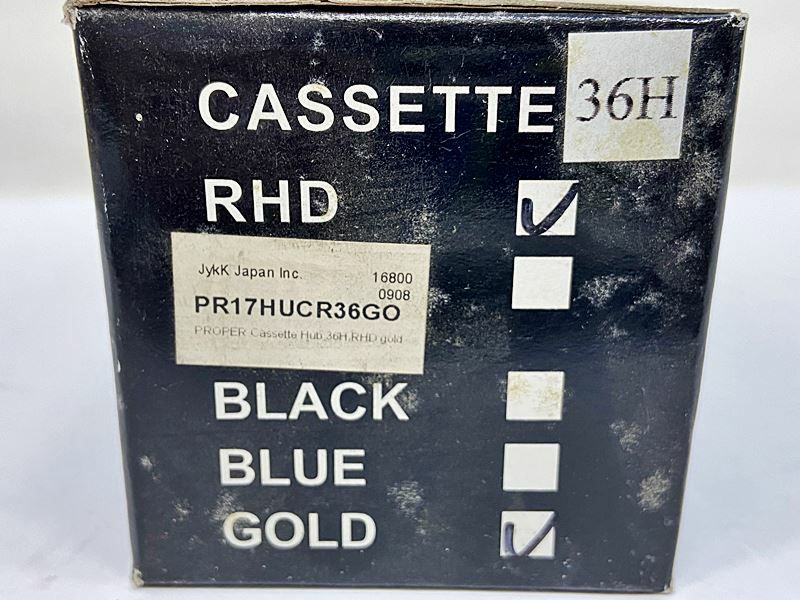 CASSETTE 36H
RHD
JykK Japan Inc. 16800
0908
PR17HUCR36GO
PROPER Cassette Hub,36H,RHD gold
BLACK
BLUE
GOLD